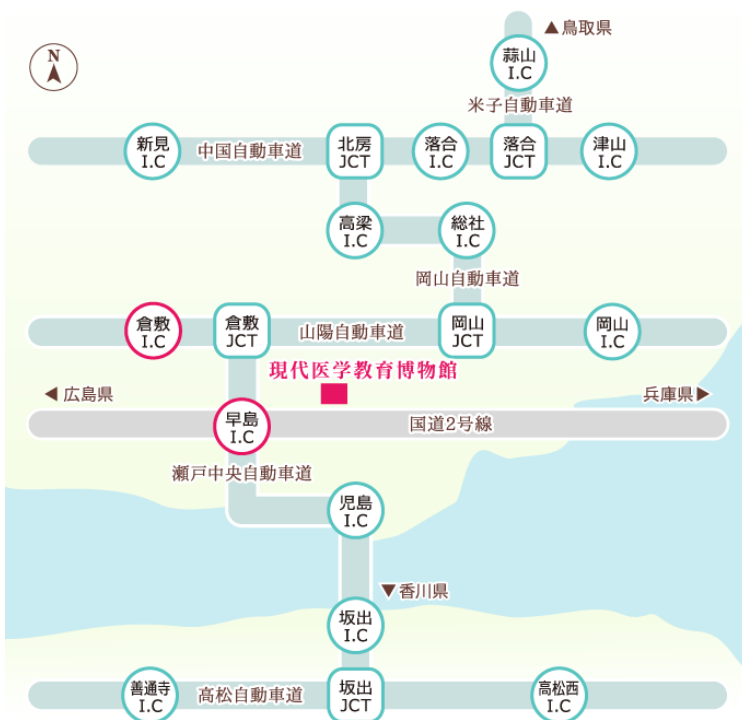 ▲鳥取県
N
蒜山
I.C
米子自動車道
新見
I.C
中国自動車道
北房
JCT
落合
I.C
落合
JCT
津山
I.C
高梁
I.C
総社
I.C
岡山自動車道
倉敷
I.C
倉敷
JCT
山陽自動車道
岡山
JCT
岡山
I.C
現代医学教育博物館
◀広島県
兵庫県▶
早島
I.C
国道2号線
瀬戸中央自動車道
児島
I.C
▼香川県
坂出
I.C
善通寺
I.C
高松自動車道
坂出
JCT
高松西
I.C